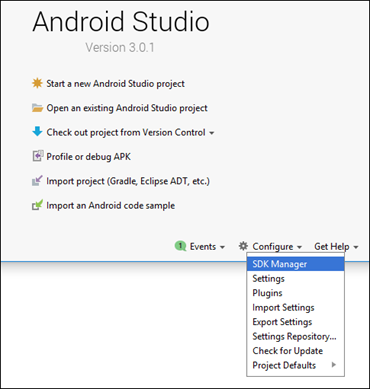 Android Studio
Version 3.0.1
Start a new Android Studio project
Open an existing Android Studio project
Check out project from Version Control
Profile or debug APK
Import project (Gradle, Eclipse ADT, etc.)
Import an Android code sample
1 Events Configure Get Help
SDK Manager
Settings
Plugins
Import Settings
Export Settings
Settings Repository...
Check for Update
Project Defaults